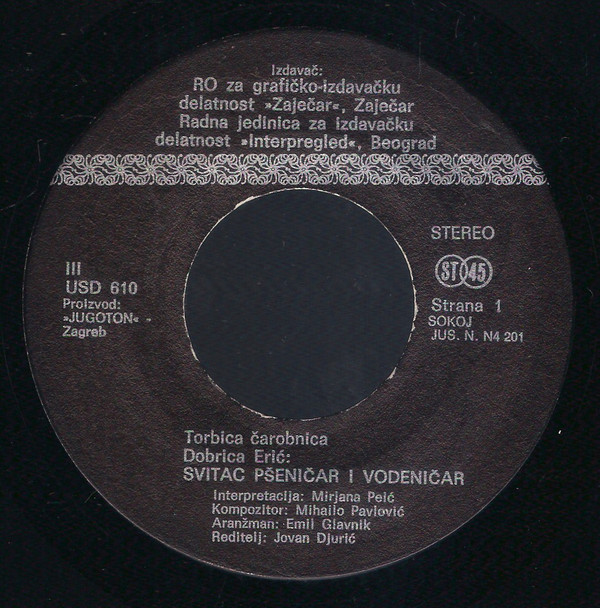 Izdavač:
RO za grafičko-izdavačku
delatnost »Zaječar«, Zaječar
Radna jedinica za izdavačku
delatnost »Interpregled«, Beograd
STEREO
III
USD 610
Proizvod:
»JUGOTON« -
Zagreb
ST 45
Strana 1
SOKOJ
JUS. N. N4 201
Torbica čarobnica
Dobrica Erić:
SVITAC PŠENIČAR I VODENIČAR
Interpretacija: Mirjana Peić
Kompozitor: Mihailo Pavlović
Aranžman: Emil Glavnik
Reditelj: Jovan Djurić